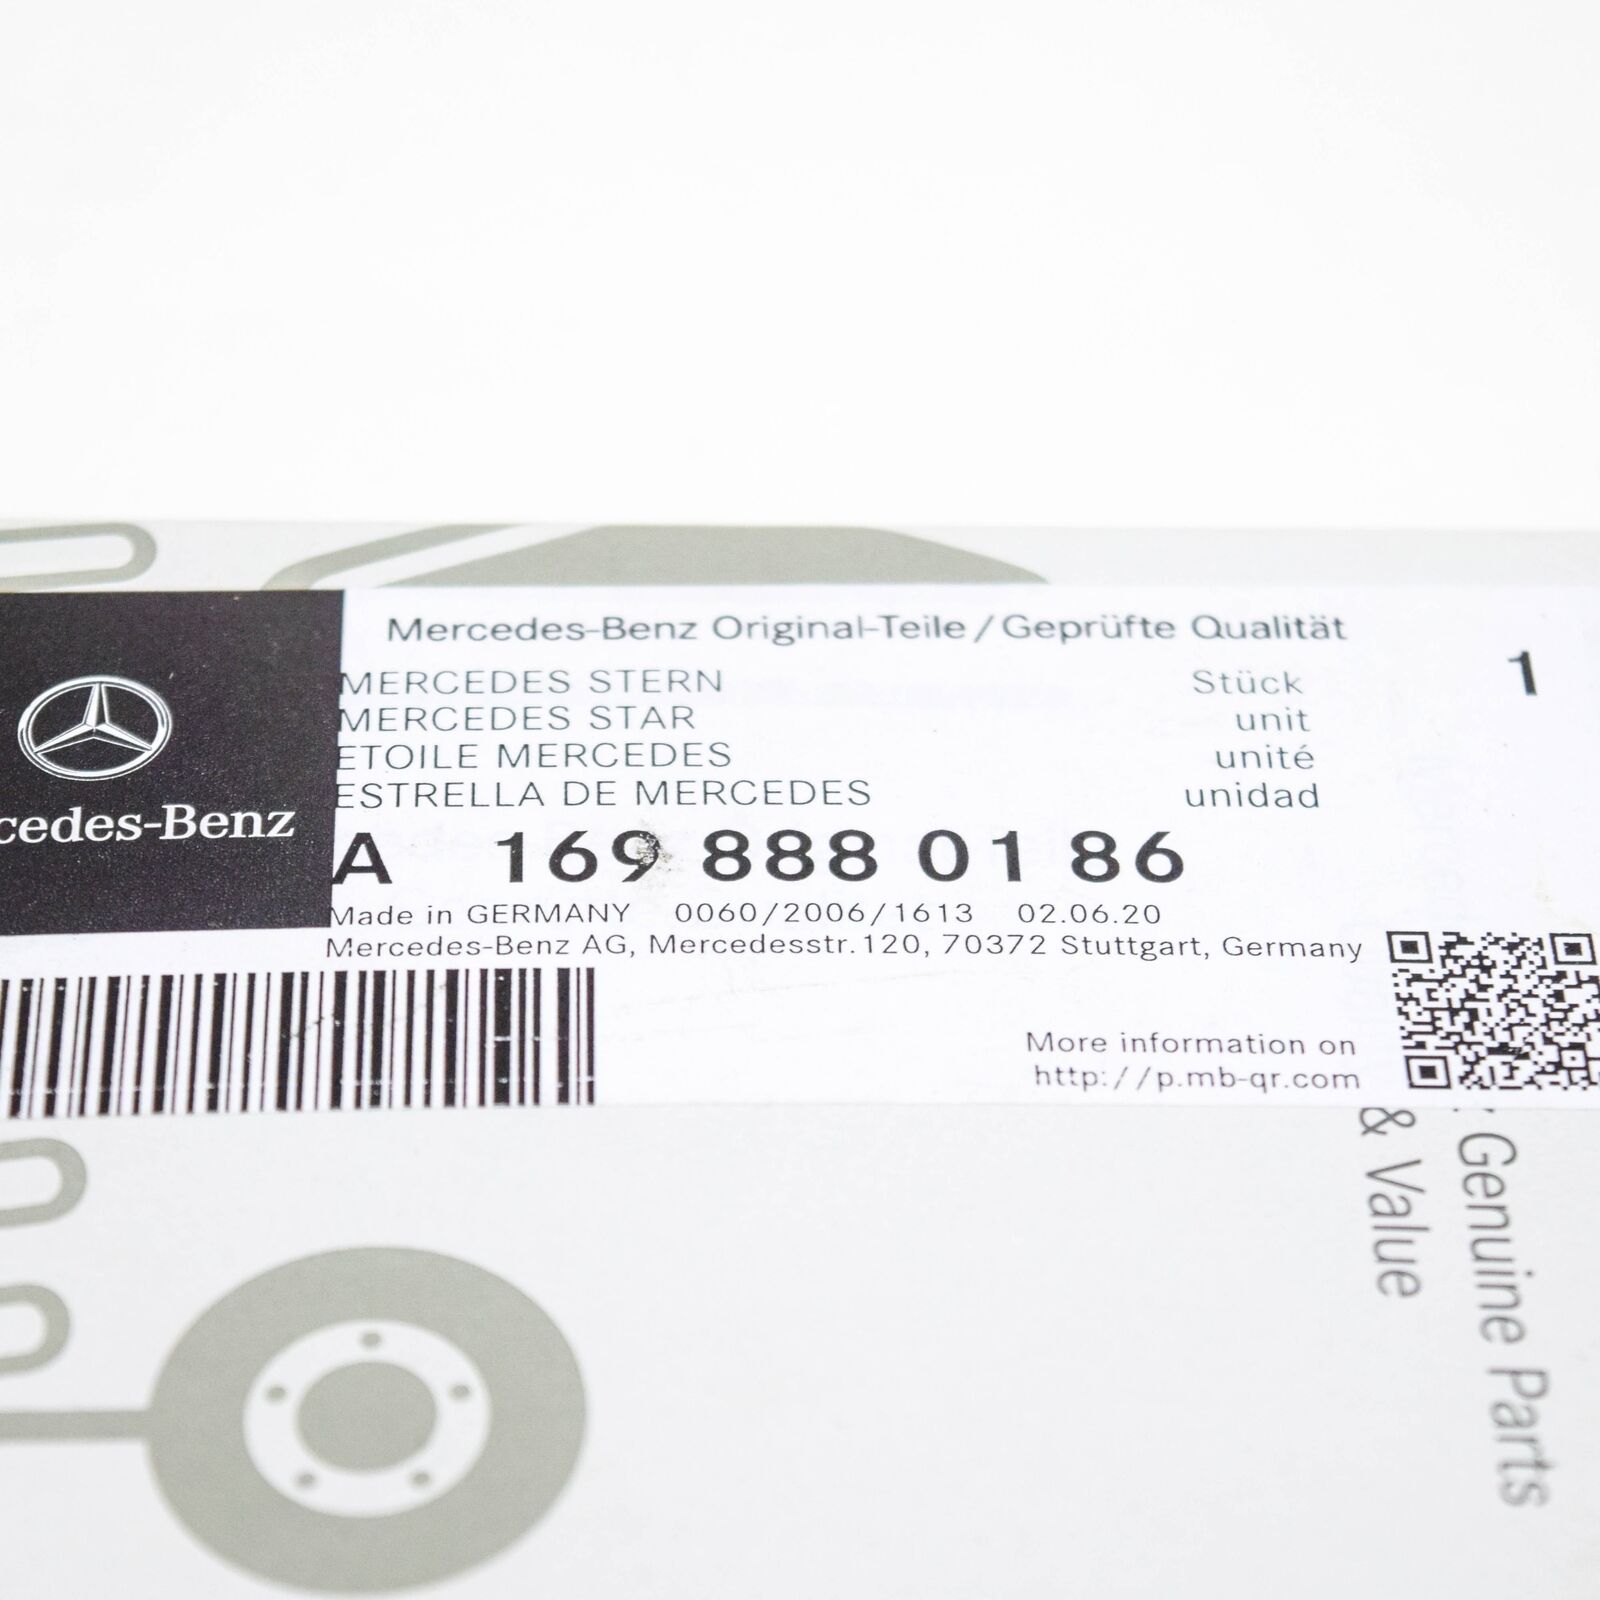 Mercedes-Benz Original-Teile / Geprüfte Qualität
MERCEDES STERN Stück 1
MERCEDES STAR unit
ETOILE MERCEDES unité
ESTRELLA DE MERCEDES unidad
cedes-Benz
A 169 888 01 86
Made in GERMANY 0060/2006/1613 02.06.20
Mercedes-Benz AG, Mercedesstr. 120, 70372 Stuttgart, Germany
More information on
http://p.mb-qr.com
Genuine Parts
& Value